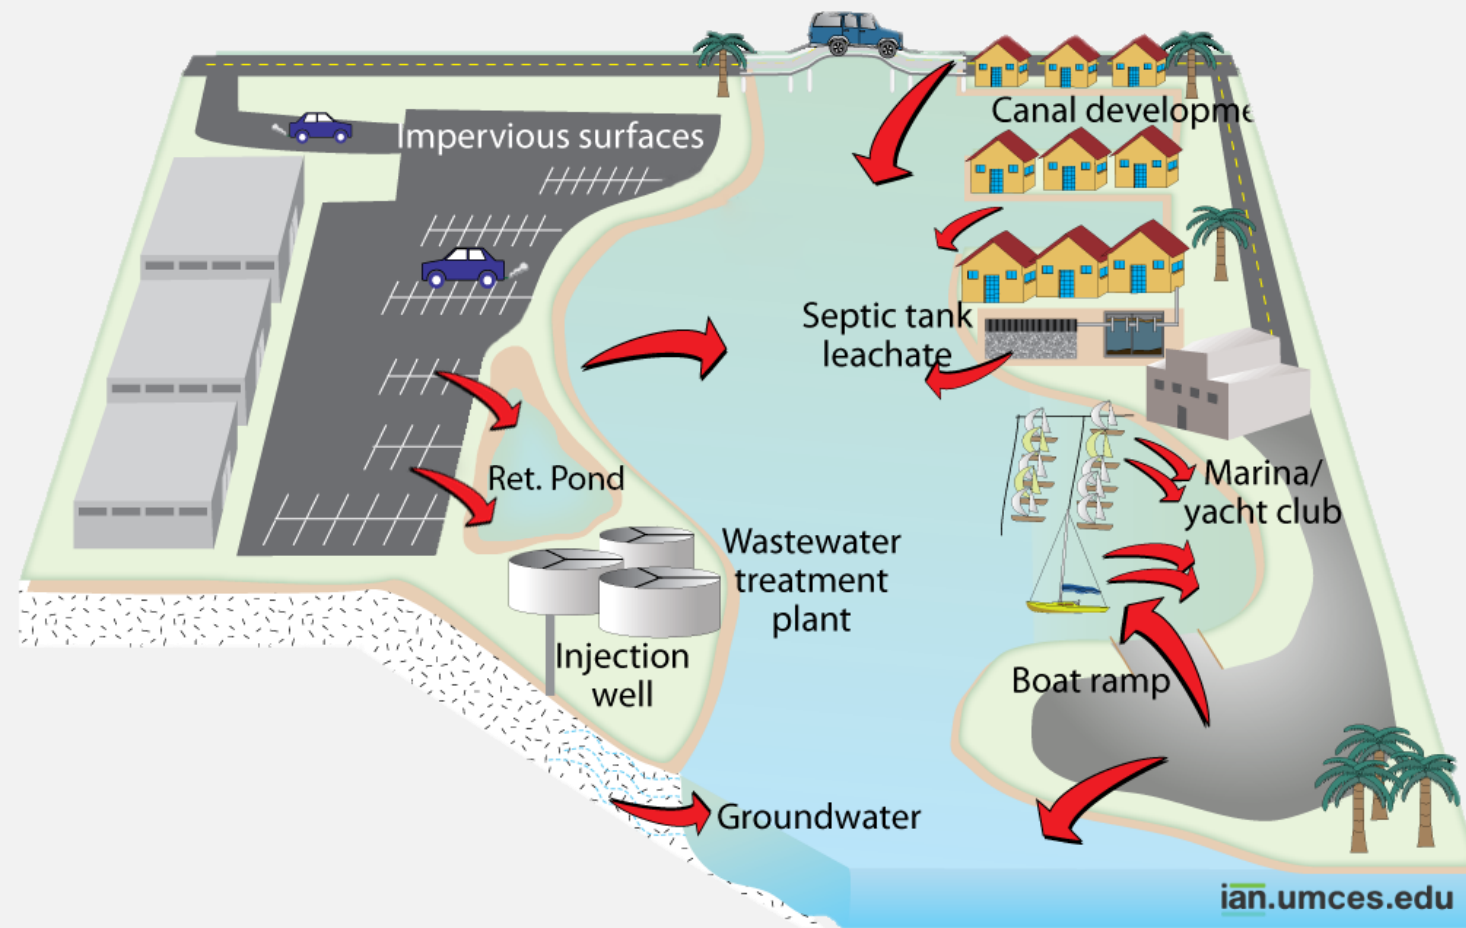 Canal developme
Impervious surfaces
Septic tank
leachate
Ret. Pond
Marina/
yacht club
Wastewater
treatment
plant
Injection
well
Boat ramp
Groundwater
ian.umces.edu